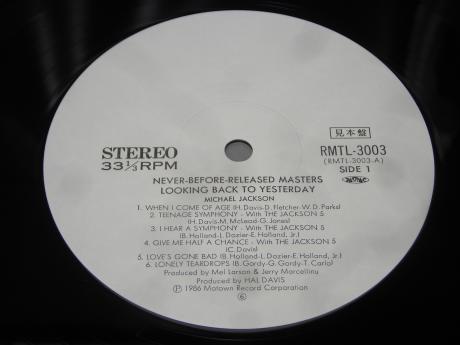 見本盤
STEREO
33 1/3 RPM
RMTL-3003
(RMTL-3003-A)
SIDE 1
NEVER-BEFORE-RELEASED MASTERS
LOOKING BACK TO YESTERDAY
MICHAEL JACKSON
1. WHEN I COME OF AGE (H. Davis-D. Fletcher-W. D. Parks)
2. TEENAGE SYMPHONY - With THE JACKSON 5
(H. Davis-M. McLeod-G. Jones)
3. I HEAR A SYMPHONY - With THE JACKSON 5
(B. Holland-L. Dozier-E. Holland, Jr.)
4. GIVE ME HALF A CHANCE - With THE JACKSON 5
(C. Davis)
5. LOVE'S GONE BAD (B. Holland-L. Dozier-E. Holland, Jr.)
6. LONELY TEARDROPS (B. Gordy-G. Gordy-T. Carlo)
Produced by Mel Larson & Jerry Marcellino
Produced by HAL DAVIS
Ⓟ 1986 Motown Record Corporation